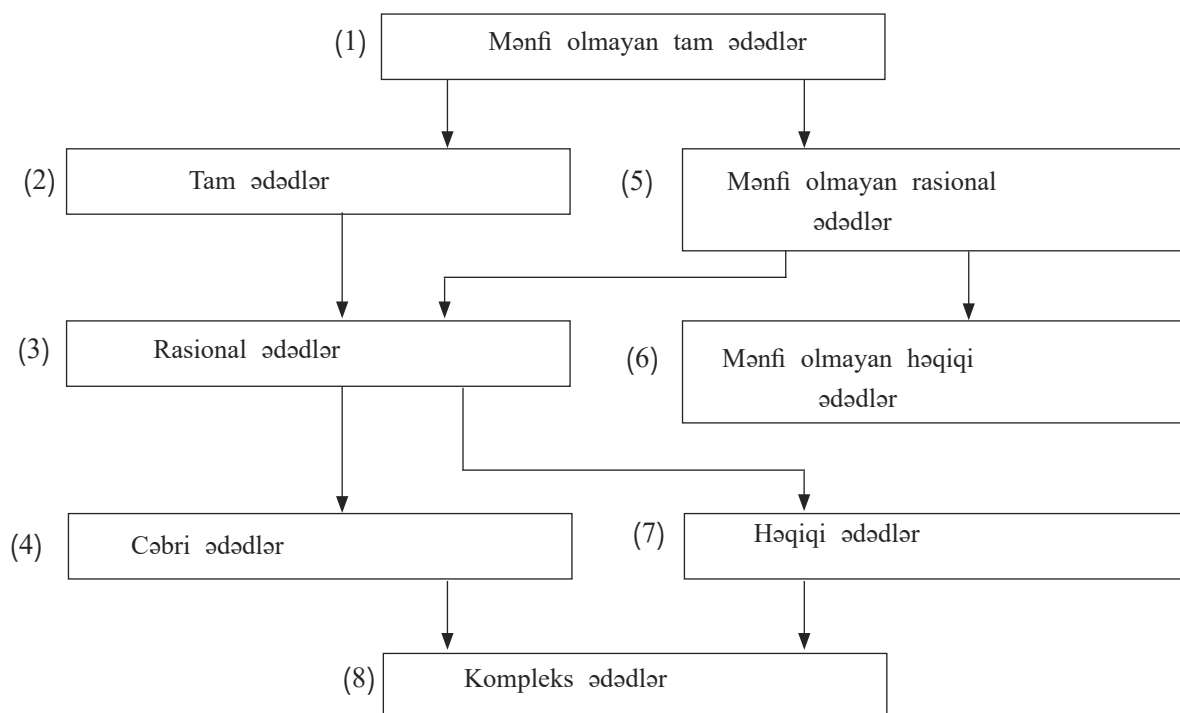 (1) Mənfi olmayan tam ədədlər
(2) Tam ədədlər
(5) Mənfi olmayan rasional
ədədlər
(3) Rasional ədədlər
(6) Mənfi olmayan həqiqi
ədədlər
(4) Cəbri ədədlər
(7) Həqiqi ədədlər
(8) Kompleks ədədlər